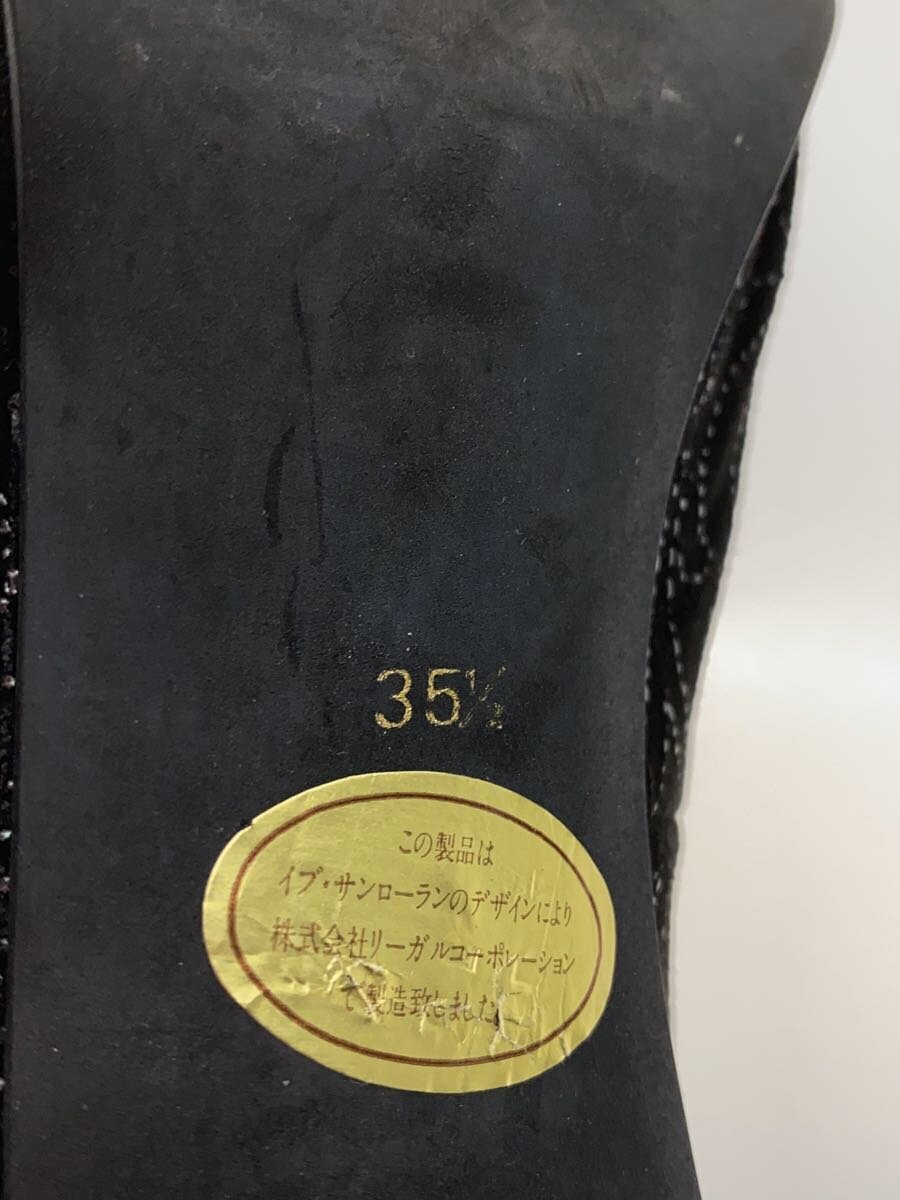 35½
この製品は
イブ・サンローランのデザインにより
株式会社リーガルコーポレーション
で製造致しました